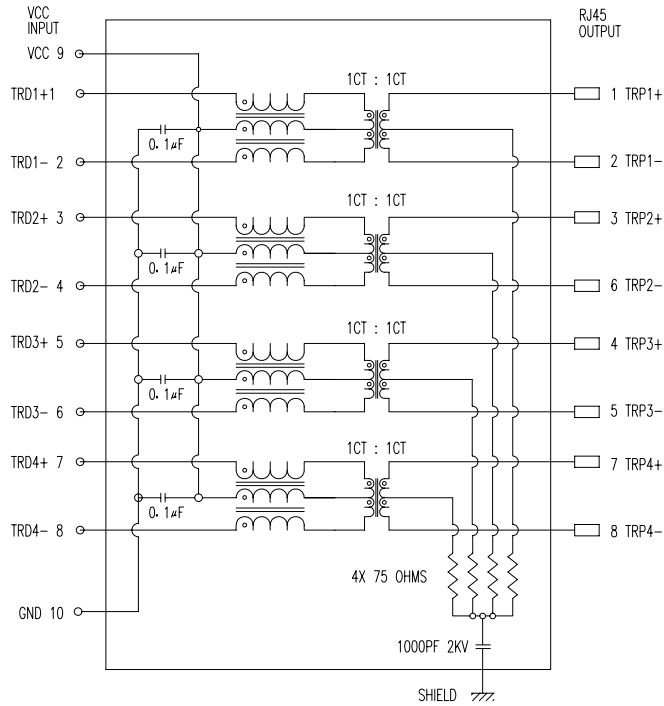 VCC
INPUT
RJ45
OUTPUT
VCC 9
1CT : 1CT
TRD1+1
1 TRP1+
0.1µF
TRD1- 2
2 TRP1-
1CT : 1CT
TRD2+ 3
3 TRP2+
0.1µF
TRD2- 4
6 TRP2-
1CT : 1CT
TRD3+ 5
4 TRP3+
0.1µF
TRD3- 6
5 TRP3-
1CT : 1CT
TRD4+ 7
7 TRP4+
0.1µF
TRD4- 8
8 TRP4-
4X 75 OHMS
GND 10
1000PF 2KV
SHIELD